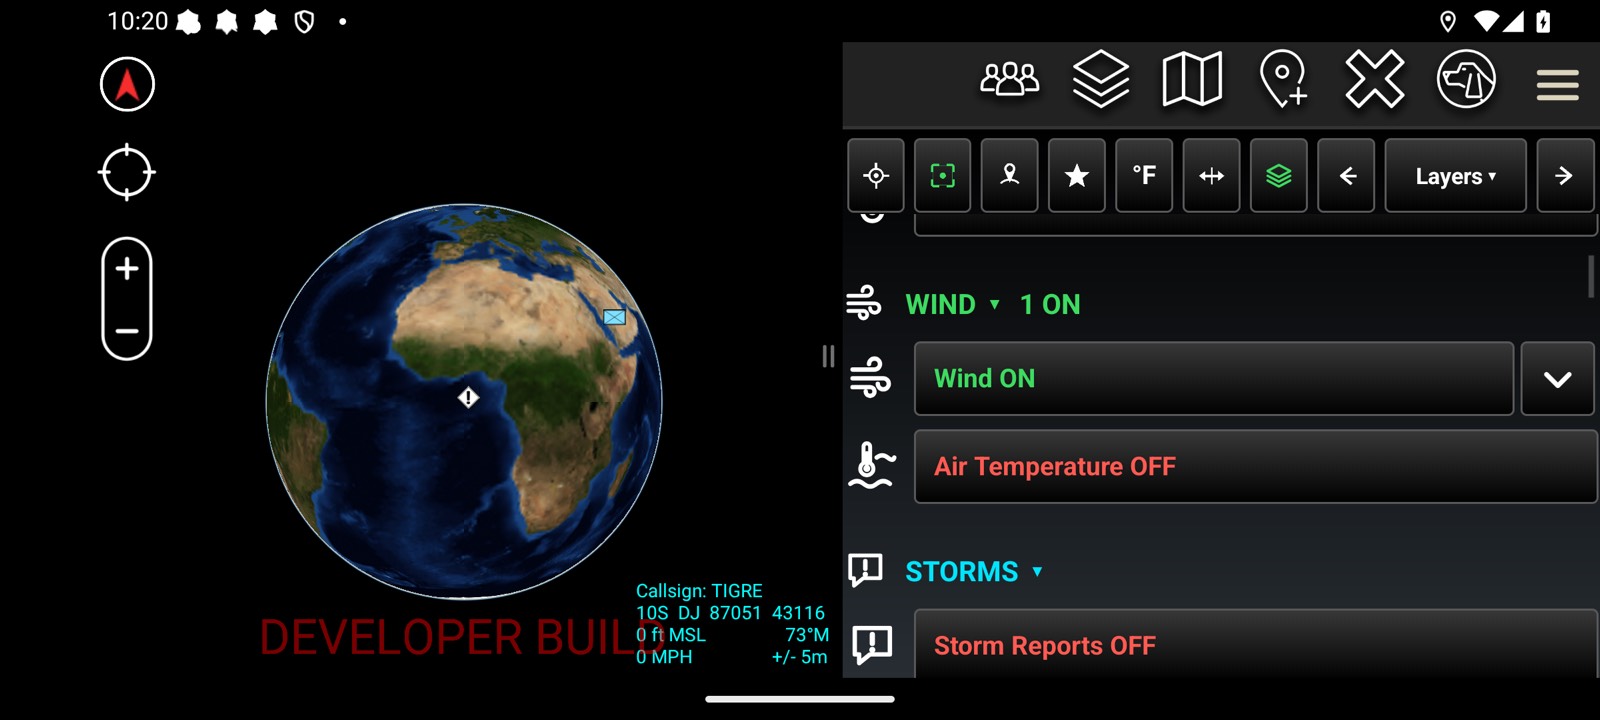 10:20
°F
Layers
WIND 1 ON
Wind ON
Air Temperature OFF
STORMS
Storm Reports OFF
Callsign: TIGRE
10S DJ 87051 43116
0 ft MSL 73°M
0 MPH +/- 5m
DEVELOPER BUILD